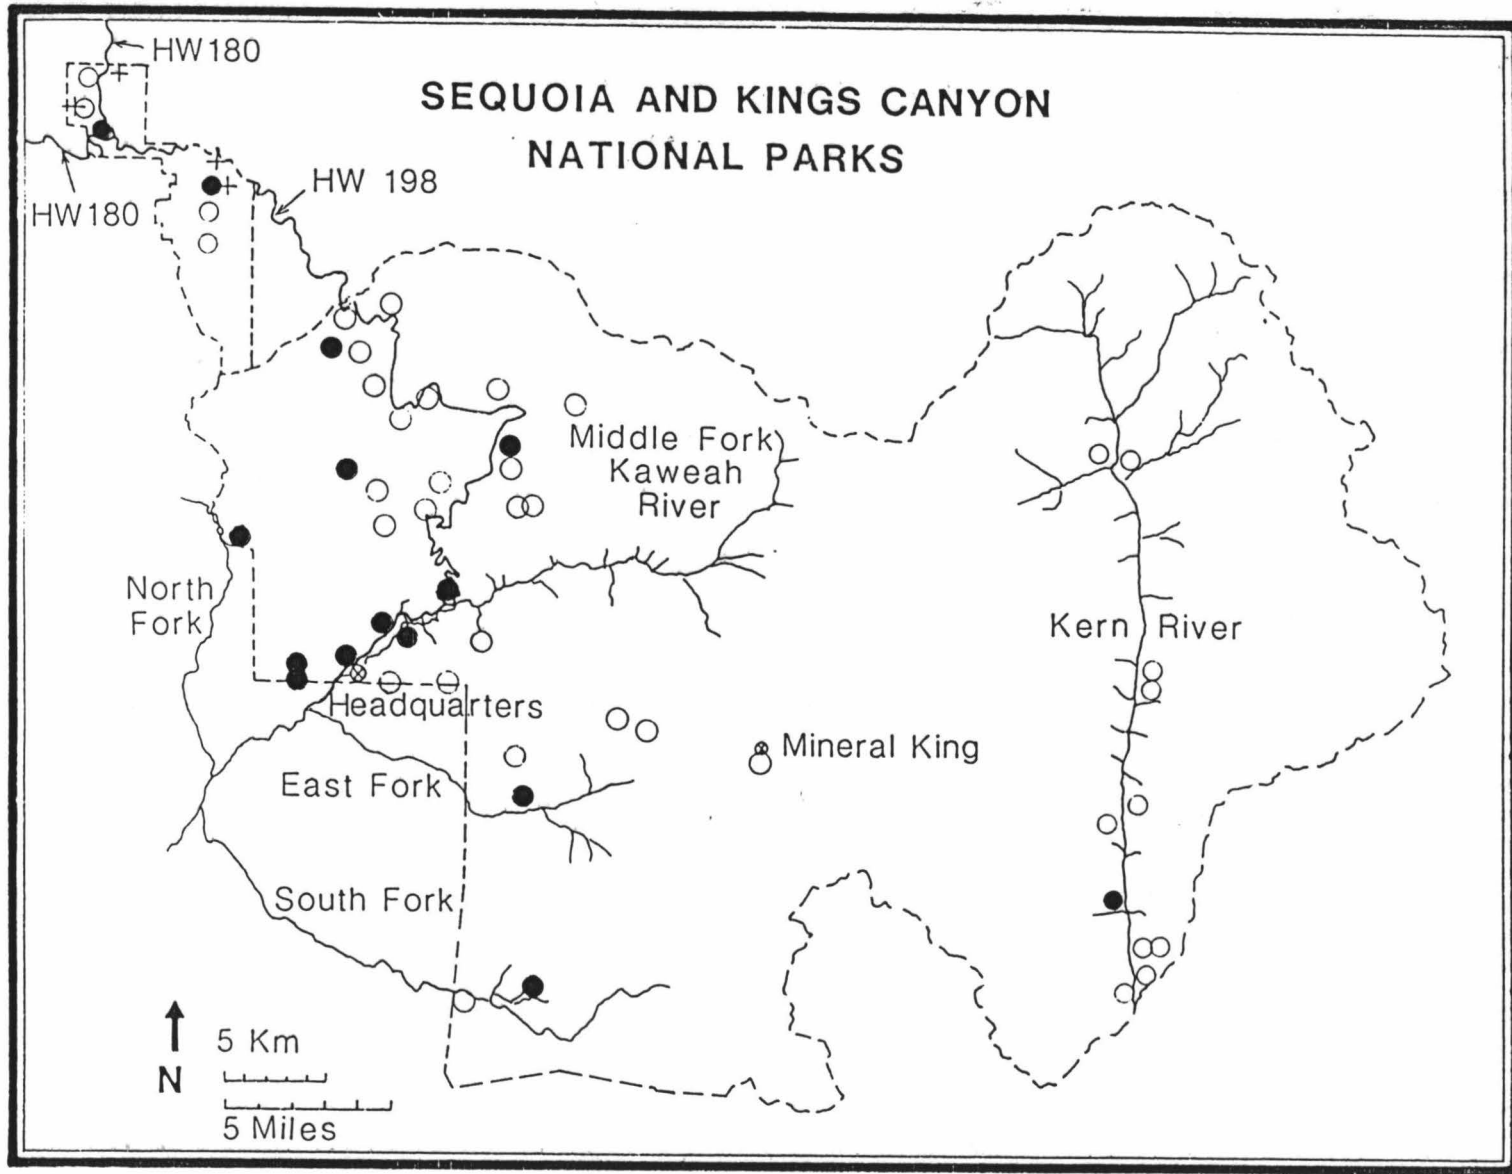 HW180
SEQUOIA AND KINGS CANYON
NATIONAL PARKS
HW 198
HW180
Middle Fork
Kaweah
River
North
Fork
Kern River
Headquarters
Mineral King
East Fork
South Fork
5 Km
N
5 Miles